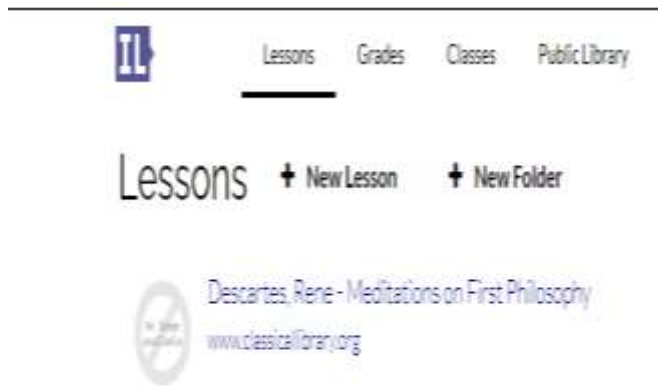 IL
Lessons Grades Classes Public Library
Lessons + New Lesson + New Folder
Descartes, Rene - Meditations on First Philosophy
www.classicallibrary.org